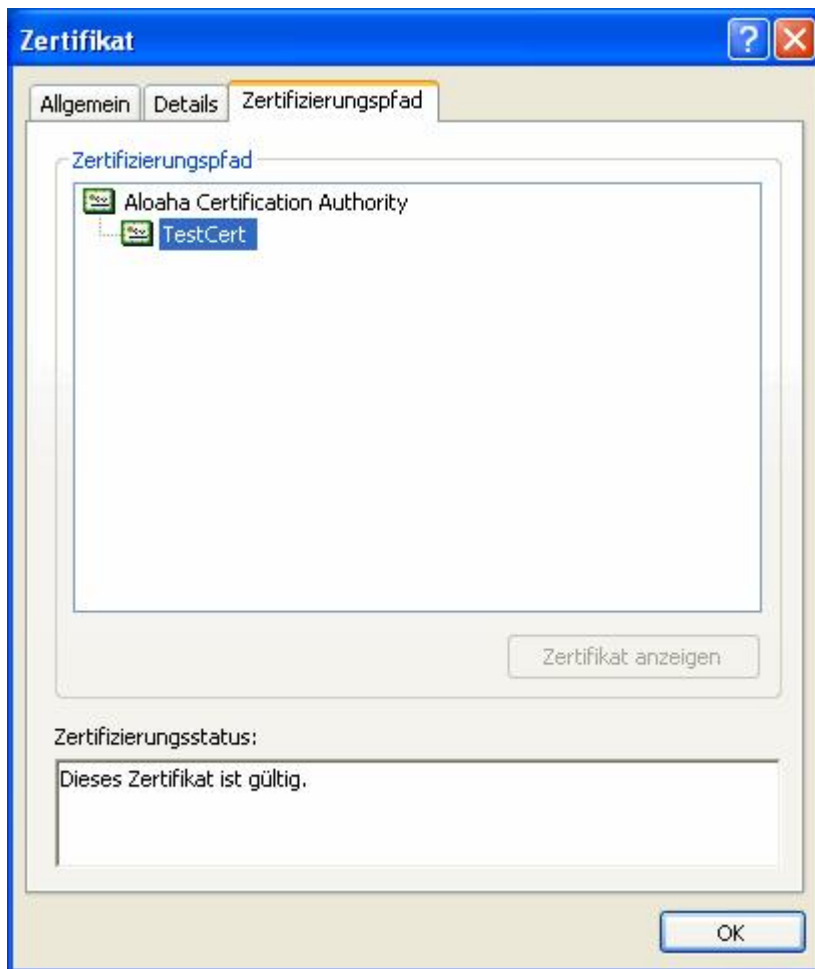 Zertifikat
Allgemein Details Zertifizierungspfad
Zertifizierungspfad
Aloaha Certification Authority
TestCert
Zertifikat anzeigen
Zertifizierungsstatus:
Dieses Zertifikat ist gültig.
OK